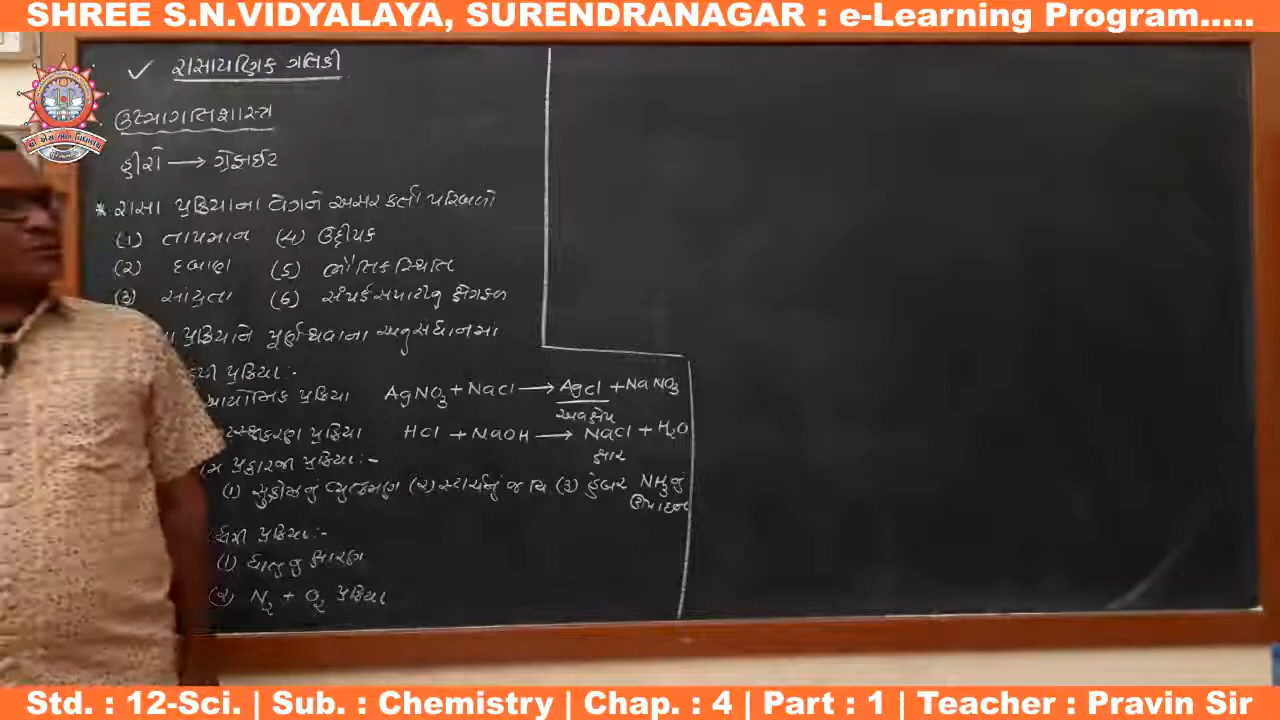 SHREE S.N.VIDYALAYA, SURENDRANAGAR : e-Learning Program.....
✓ રાસાયણિક ગતિકી
ઉષ્માગતિશાસ્ત્ર
હીરો → ગ્રેફાઈટ
* રાસા પ્રક્રિયાના વેગને અસર કર્તા પરિબળો
(1) તાપમાન (4) ઉદ્દીપક
(2) દબાણ (5) ભૌતિક સ્થિતિ
(3) સાંદ્રતા (6) સંપર્ક સપાટીનું ક્ષેત્રફળ
પ્રક્રિયાને પૂર્ણ થવાના અનુસંધાનમાં
પ્રક્રિયા:-
આયોનિક પ્રક્રિયા AgNO3 + NaCl → AgCl + NaNO3
અવક્ષેપ
પ્રક્રિયા HCl + NaOH → NaCl + H2O
ક્ષાર
પ્રકારની પ્રક્રિયા:-
(1) સુક્રોઝનું વ્યુત્ક્રમણ (2) સ્ટાર્ચનું જ વિ (3) હેબર NH3નું
ઉત્પાદન
પ્રક્રિયા:-
(1) ધાતુનું ક્ષારણ
(2) N2 + O2 પ્રક્રિયા
Std. : 12-Sci. | Sub. : Chemistry | Chap. : 4 | Part : 1 | Teacher : Pravin Sir